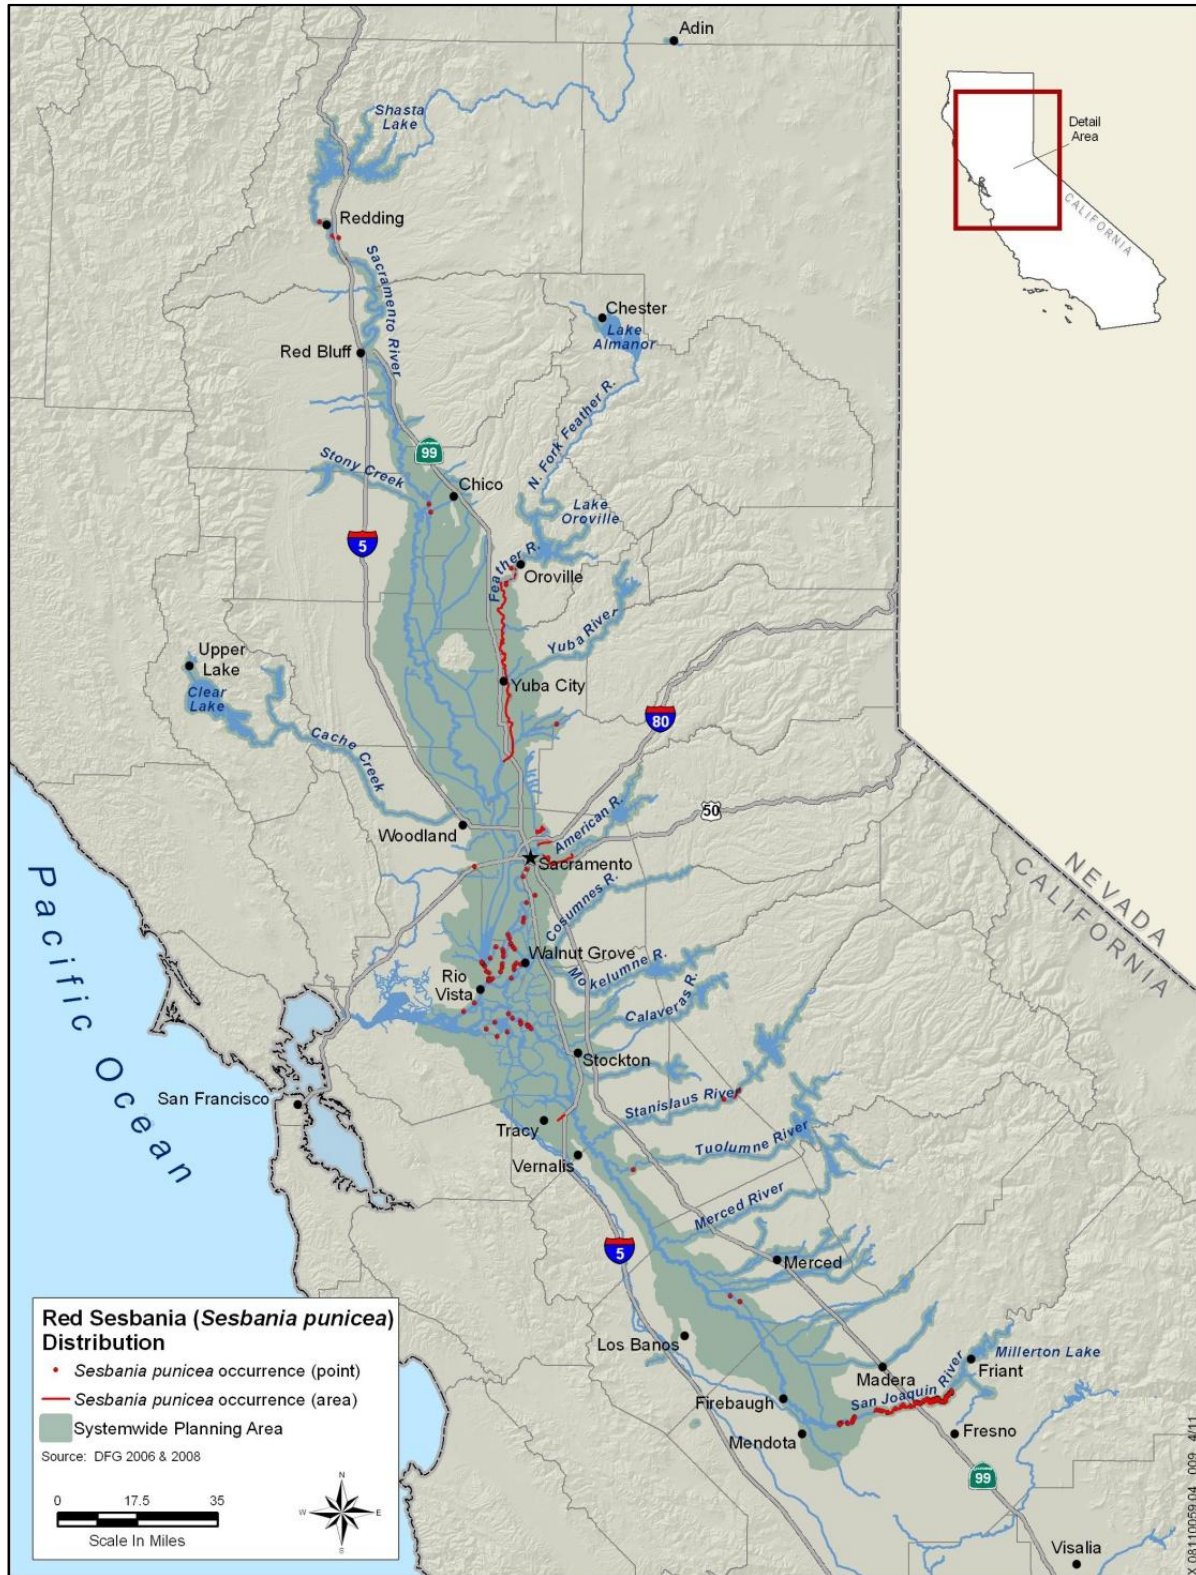 Adin
Shasta
Lake
Detail
Area
CALIFORNIA
Redding
Sacramento River
Chester
Lake
Almanor
Red Bluff
N. Fork Feather R.
99
Stony Creek
Chico
Lake
Oroville
5
Feather R.
Oroville
Yuba River
Upper
Lake
Clear
Lake
Yuba City
80
Cache Creek
50
American R.
Woodland
Sacramento
NEVADA
CALIFORNIA
Pacific Ocean
Cosumnes R.
Walnut Grove
Mokelumne R.
Rio
Vista
Calaveras R.
Stockton
San Francisco
Stanislaus River
Tracy
Tuolumne River
Vernalis
Merced River
5
Merced
Los Banos
Millerton Lake
Friant
Madera
San Joaquin River
Firebaugh
Mendota
Fresno
99
Visalia
Red Sesbania (Sesbania punicea)
Distribution
Sesbania punicea occurrence (point)
Sesbania punicea occurrence (area)
Systemwide Planning Area
Source: DFG 2006 & 2008
0 17.5 35
Scale In Miles
N
W E
S
X 08110059.04 009 4/11